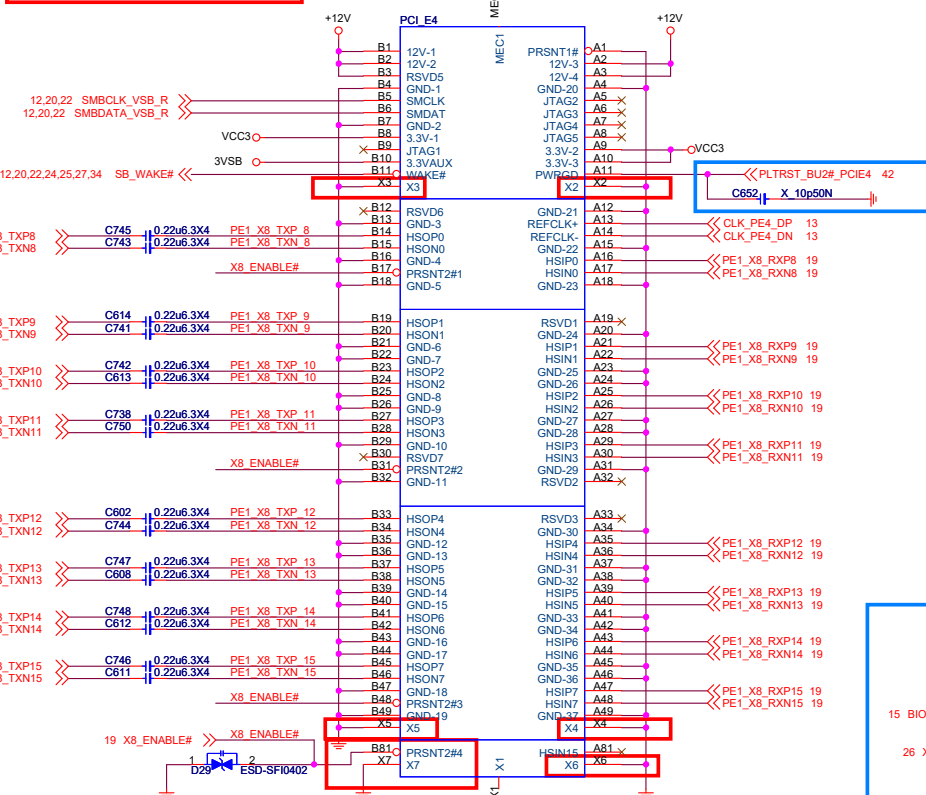 MEC1
+12V PCI_E4 +12V
B1 12V-1 PRSNT1# A1
B2 12V-2 12V-3 A2
B3 RSVD5 12V-4 A3
B4 GND-1 GND-20 A4
12,20,22 SMBCLK_VSB_R B5 SMCLK JTAG2 A5
12,20,22 SMBDATA_VSB_R B6 SMDAT JTAG3 A6
B7 GND-2 JTAG4 A7
VCC3 B8 3.3V-1 JTAG5 A8
B9 JTAG1 3.3V-2 A9 VCC3
3VSB B10 3.3VAUX 3.3V-3 A10
12,20,22,24,25,27,34 SB_WAKE# B11 WAKE# PWRGD A11 PLTRST_BU2#_PCIE4 42
X3 X3 X2 X2
C652 X_10p50N
B12 RSVD6 GND-21 A12
B13 GND-3 REFCLK+ A13 CLK_PE4_DP 13
_TXP8 C745 0.22u6.3X4 PE1_X8_TXP_8 B14 HSOP0 REFCLK- A14 CLK_PE4_DN 13
_TXN8 C743 0.22u6.3X4 PE1_X8_TXN_8 B15 HSON0 GND-22 A15
B16 GND-4 HSIP0 A16 PE1_X8_RXP8 19
X8_ENABLE# B17 PRSNT2#1 HSIN0 A17 PE1_X8_RXN8 19
B18 GND-5 GND-23 A18
_TXP9 C614 0.22u6.3X4 PE1_X8_TXP_9 B19 HSOP1 RSVD1 A19
_TXN9 C741 0.22u6.3X4 PE1_X8_TXN_9 B20 HSON1 GND-24 A20
B21 GND-6 HSIP1 A21 PE1_X8_RXP9 19
B22 GND-7 HSIN1 A22 PE1_X8_RXN9 19
_TXP10 C742 0.22u6.3X4 PE1_X8_TXP_10 B23 HSOP2 GND-25 A23
_TXN10 C613 0.22u6.3X4 PE1_X8_TXN_10 B24 HSON2 GND-26 A24
B25 GND-8 HSIP2 A25 PE1_X8_RXP10 19
B26 GND-9 HSIN2 A26 PE1_X8_RXN10 19
_TXP11 C738 0.22u6.3X4 PE1_X8_TXP_11 B27 HSOP3 GND-27 A27
_TXN11 C750 0.22u6.3X4 PE1_X8_TXN_11 B28 HSON3 GND-28 A28
B29 GND-10 HSIP3 A29 PE1_X8_RXP11 19
B30 RSVD7 HSIN3 A30 PE1_X8_RXN11 19
X8_ENABLE# B31 PRSNT2#2 GND-29 A31
B32 GND-11 RSVD2 A32
_TXP12 C602 0.22u6.3X4 PE1_X8_TXP_12 B33 HSOP4 RSVD3 A33
_TXN12 C744 0.22u6.3X4 PE1_X8_TXN_12 B34 HSON4 GND-30 A34
B35 GND-12 HSIP4 A35 PE1_X8_RXP12 19
B36 GND-13 HSIN4 A36 PE1_X8_RXN12 19
_TXP13 C747 0.22u6.3X4 PE1_X8_TXP_13 B37 HSOP5 GND-31 A37
_TXN13 C608 0.22u6.3X4 PE1_X8_TXN_13 B38 HSON5 GND-32 A38
B39 GND-14 HSIP5 A39 PE1_X8_RXP13 19
B40 GND-15 HSIN5 A40 PE1_X8_RXN13 19
_TXP14 C748 0.22u6.3X4 PE1_X8_TXP_14 B41 HSOP6 GND-33 A41
_TXN14 C612 0.22u6.3X4 PE1_X8_TXN_14 B42 HSON6 GND-34 A42
B43 GND-16 HSIP6 A43 PE1_X8_RXP14 19
B44 GND-17 HSIN6 A44 PE1_X8_RXN14 19
_TXP15 C746 0.22u6.3X4 PE1_X8_TXP_15 B45 HSOP7 GND-35 A45
_TXN15 C611 0.22u6.3X4 PE1_X8_TXN_15 B46 HSON7 GND-36 A46
B47 GND-18 HSIP7 A47 PE1_X8_RXP15 19
X8_ENABLE# B48 PRSNT2#3 HSIN7 A48 PE1_X8_RXN15 19
B49 GND-19 GND-37 A49
X5 X5 X4 X4
15 BIO
19 X8_ENABLE# X8_ENABLE#
B81 PRSNT2#4 HSIN15 A81
26
1 2 X7 X7 X1 X6 X6
D29 ESD-SFI0402
X1